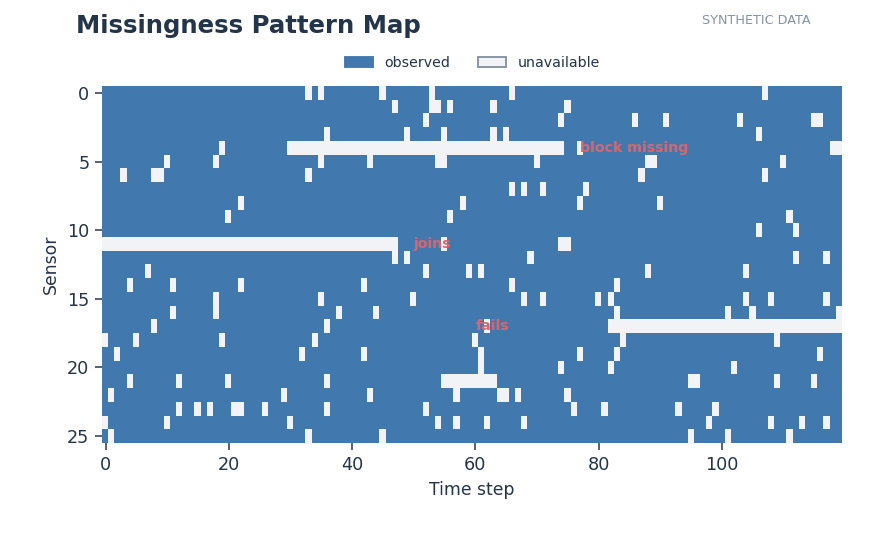 Missingness Pattern Map
SYNTHETIC DATA
observed
unavailable
0
block missing
5
10
joins
Sensor
15
fails
20
25
0 20 40 60 80 100
Time step